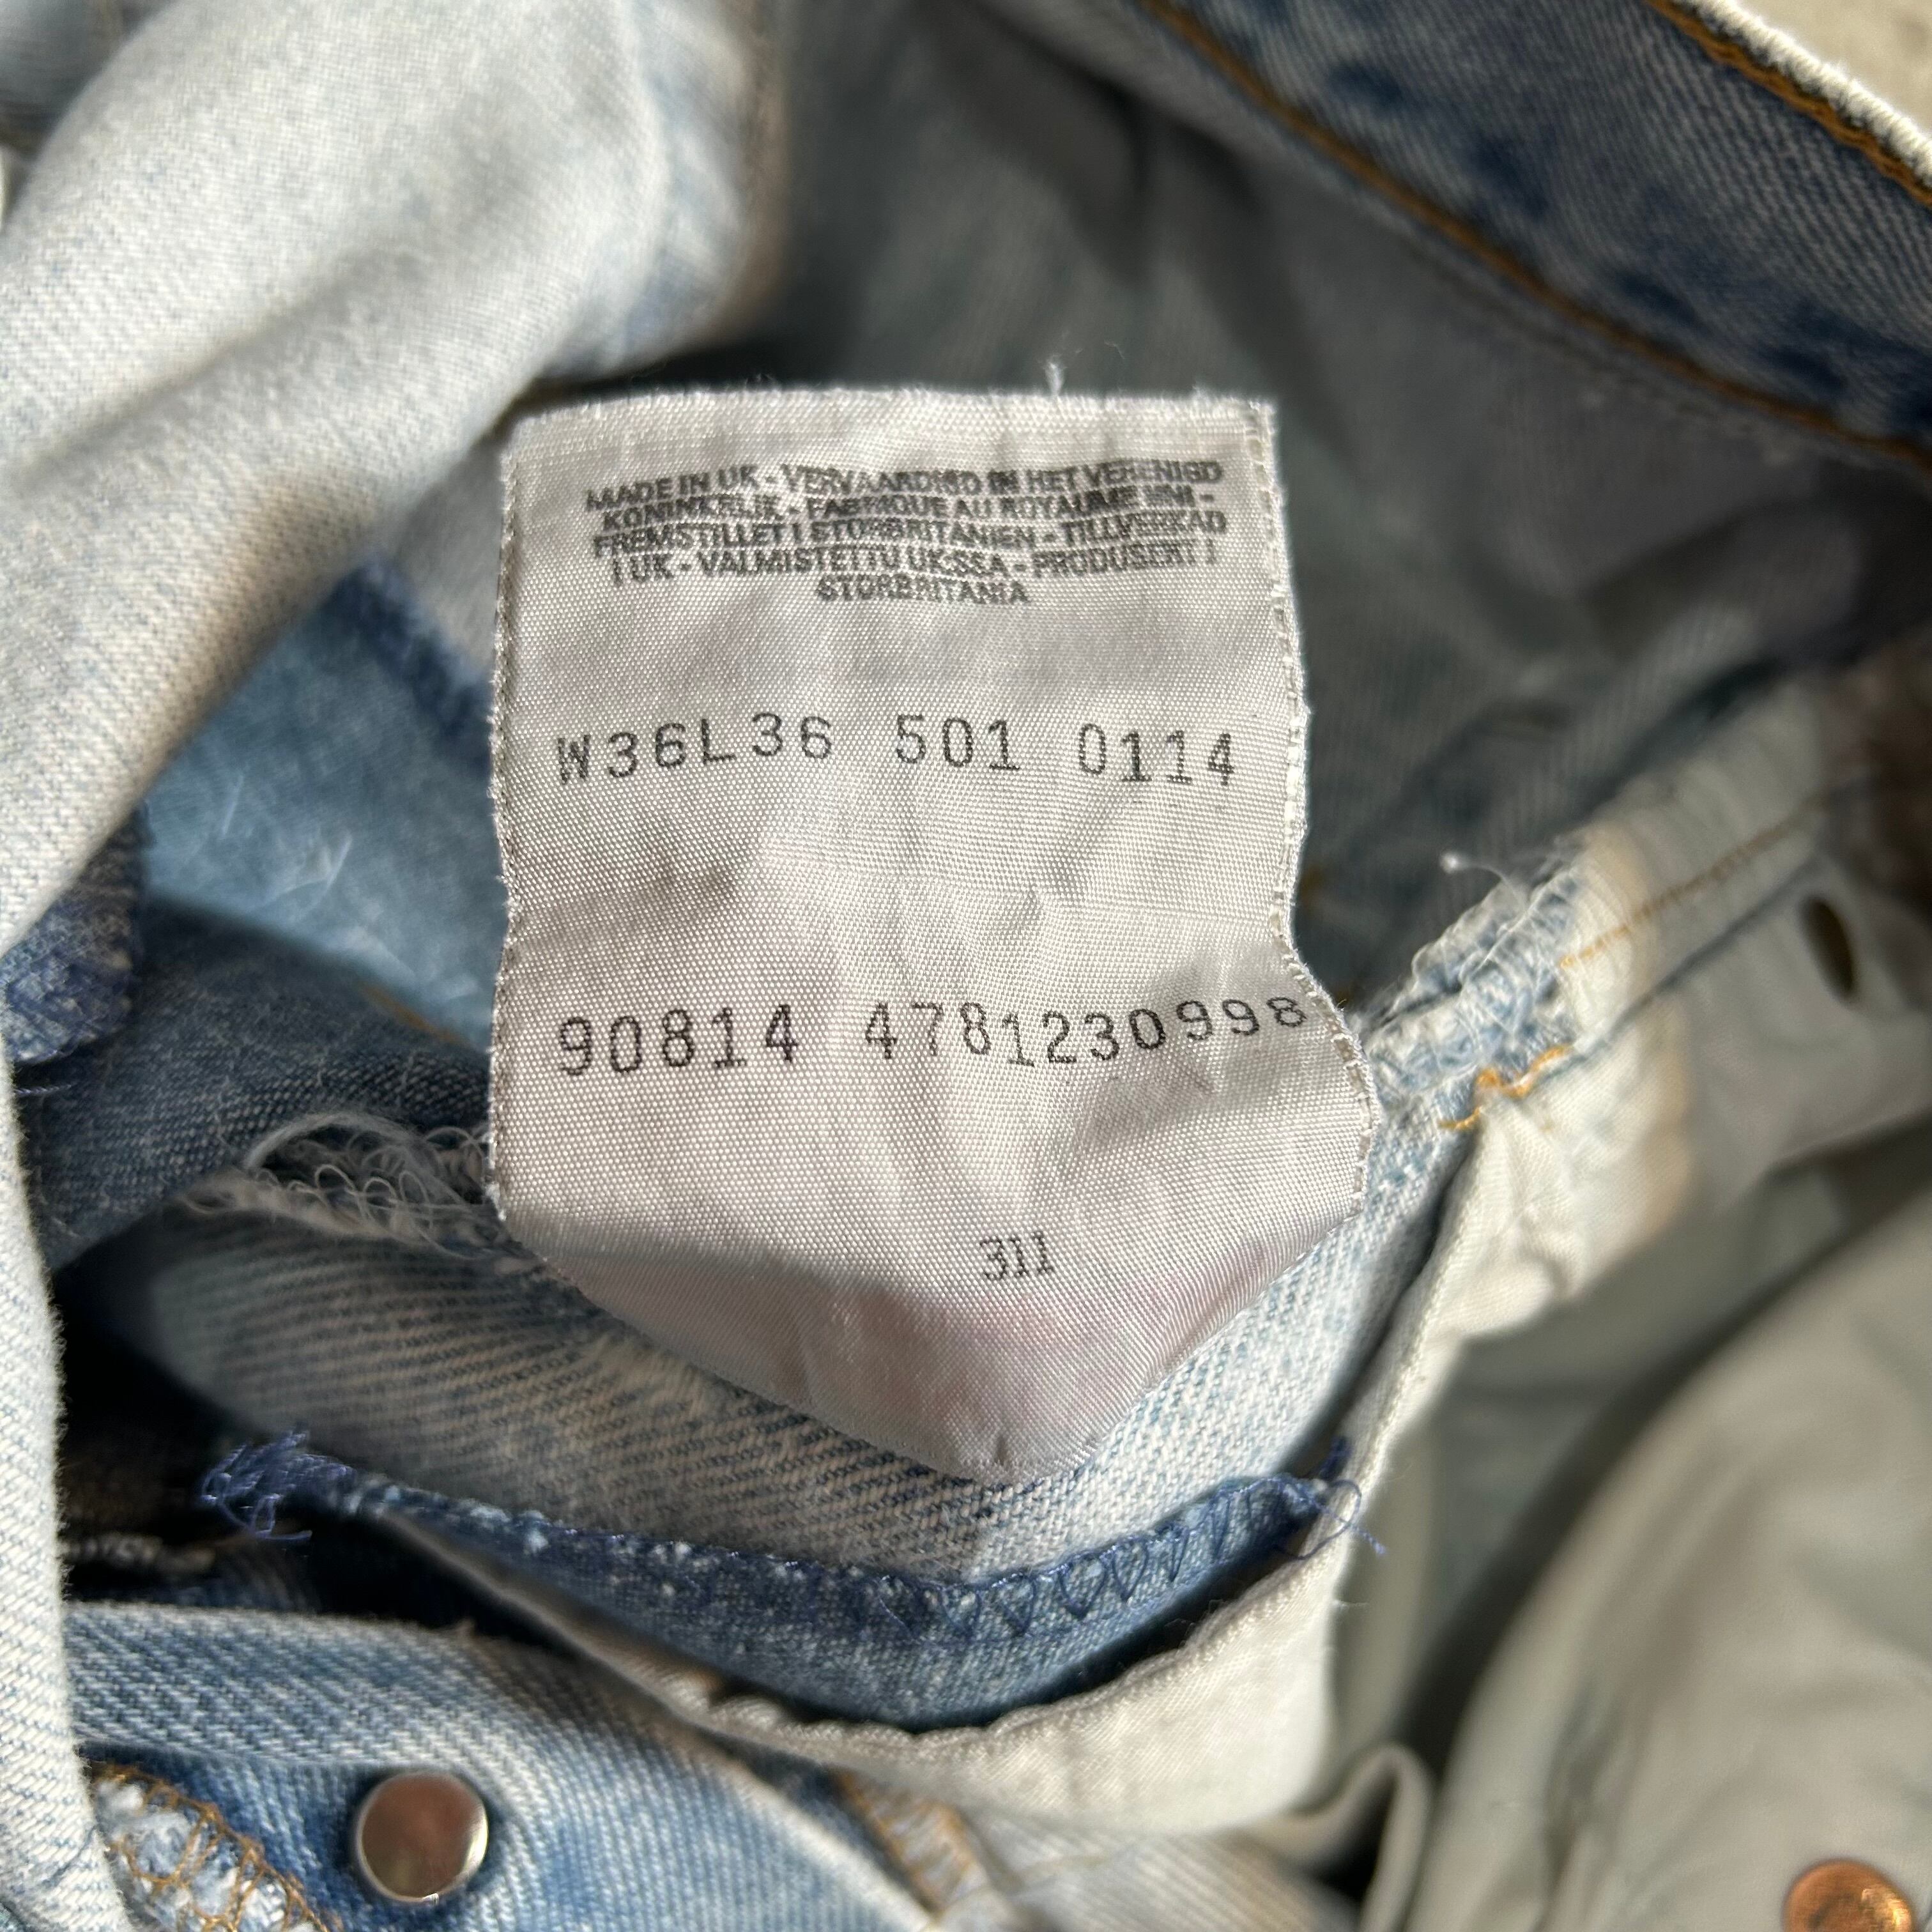 MADE IN UK - VERVAARDIGD IN HET VERENIGD
KONINKRIJK - FABRIQUE AU ROYAUME UNI -
FREMSTILLET I STORBRITANIEN - TILLVERKAD
I UK - VALMISTETTU UKSSA - PRODUSERT I
STORBRITANIA
W36L36 501 0114
90814 4781230998
311